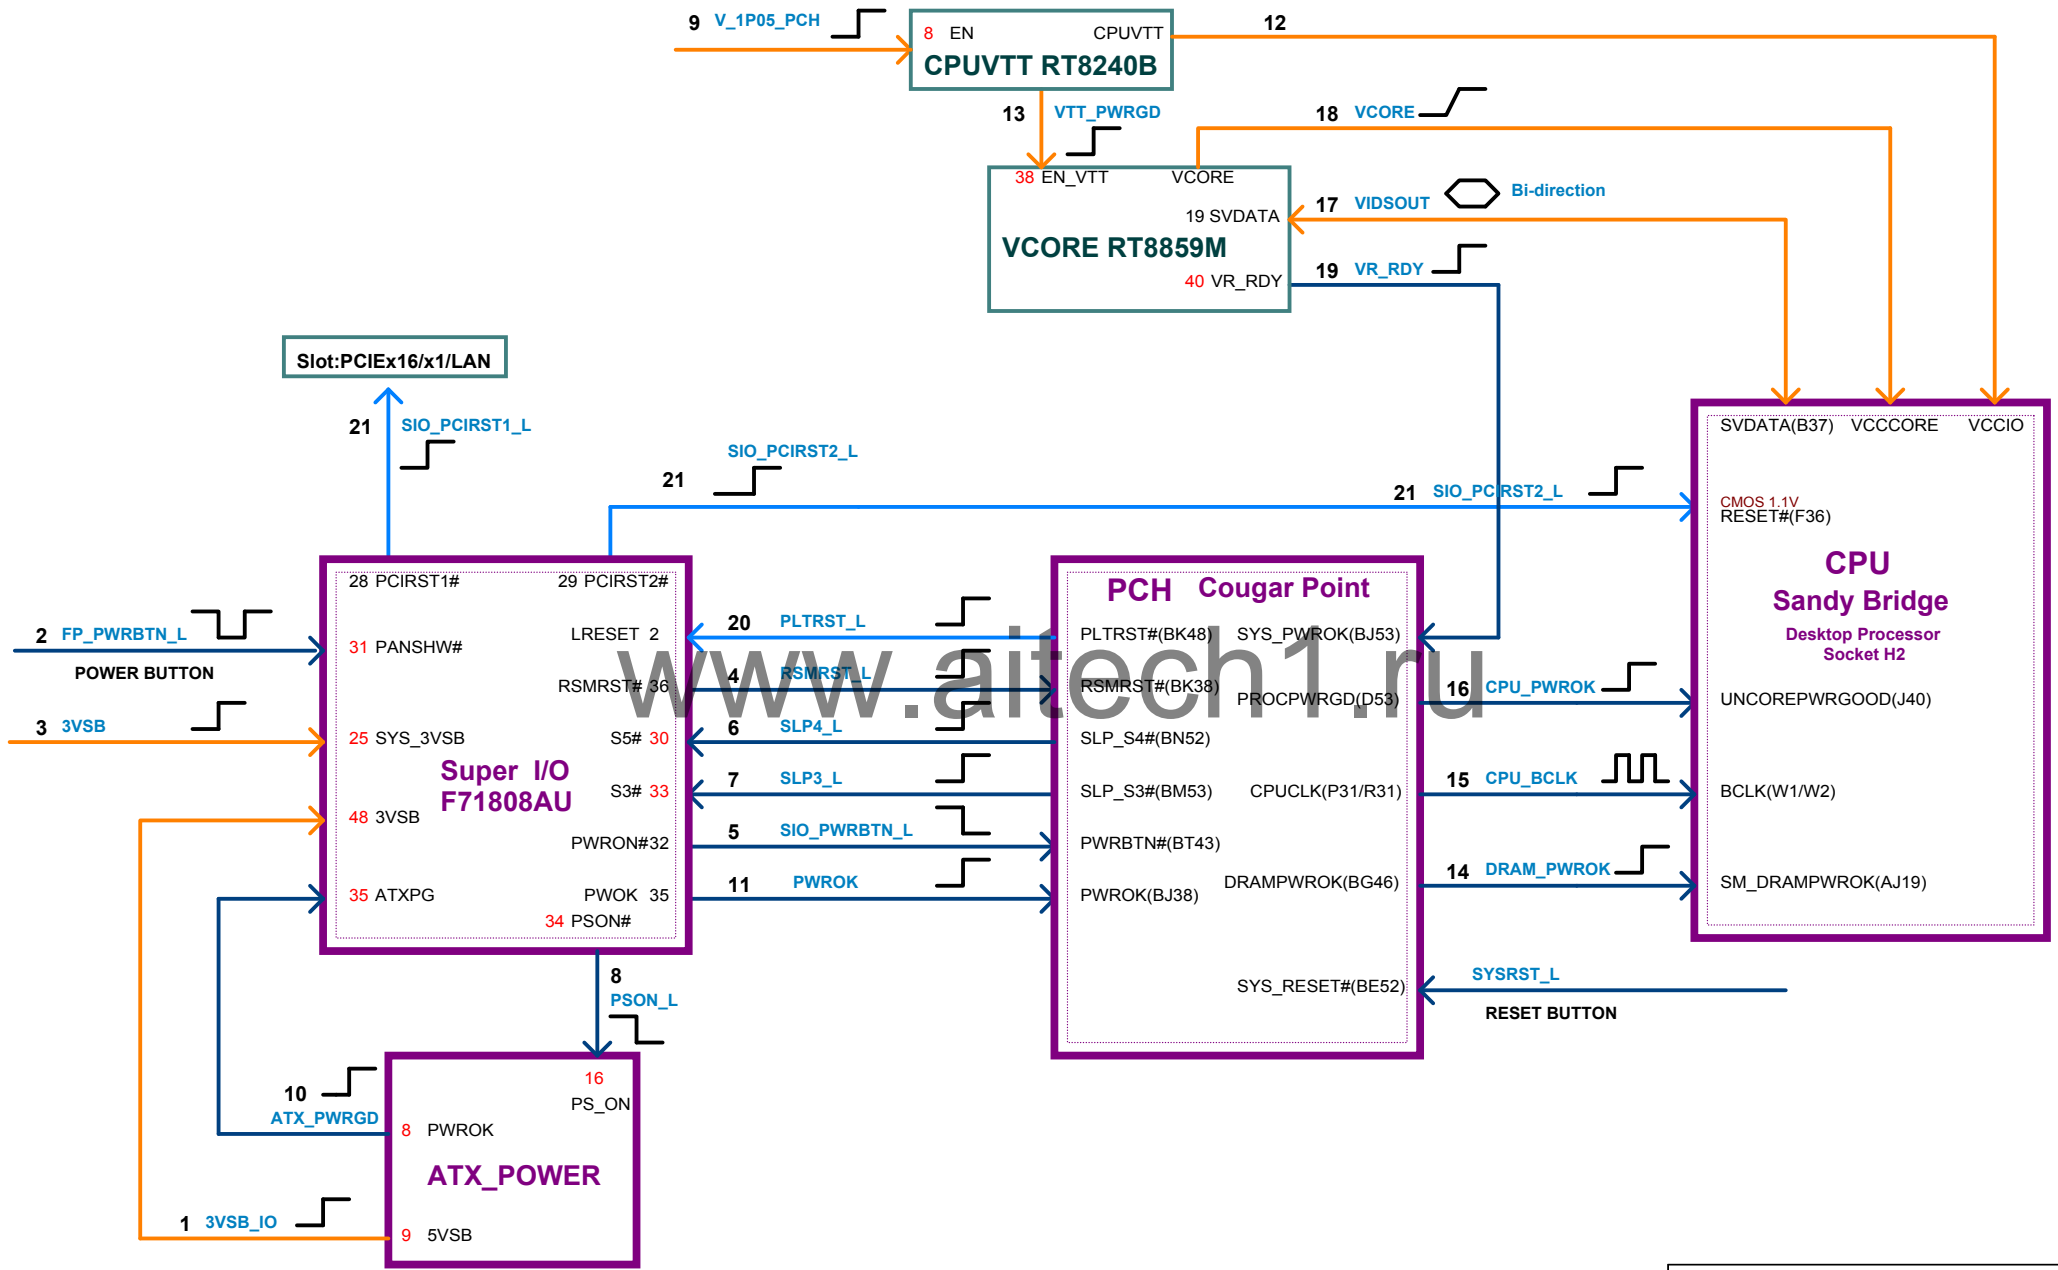 9 V_1P05_PCH
8 EN CPUVTT
CPUVTT RT8240B
12
13 VTT_PWRGD
18 VCORE
38 EN_VTT VCORE
19 SVDATA
VCORE RT8859M
40 VR_RDY
17 VIDSOUT Bi-direction
19 VR_RDY
Slot:PCIEx16/x1/LAN
21 SIO_PCIRST1_L
SIO_PCIRST2_L
21
21 SIO_PCIRST2_L
SVDATA(B37) VCCCORE VCCIO
CMOS 1.1V
RESET#(F36)
CPU
Sandy Bridge
Desktop Processor
Socket H2
UNCOREPWRGOOD(J40)
BCLK(W1/W2)
SM_DRAMPWROK(AJ19)
28 PCIRST1# 29 PCIRST2#
2 FP_PWRBTN_L
POWER BUTTON
31 PANSHW#
LRESET 2
RSMRST# 36
3 3VSB
25 SYS_3VSB
S5# 30
Super I/O
F71808AU
S3# 33
48 3VSB
PWRON#32
35 ATXPG
PWOK 35
34 PSON#
20 PLTRST_L
4 RSMRST_L
6 SLP4_L
7 SLP3_L
5 SIO_PWRBTN_L
11 PWROK
PCH Cougar Point
PLTRST#(BK48) SYS_PWROK(BJ53)
RSMRST#(BK38) PROCPWRGD(D53)
SLP_S4#(BN52)
SLP_S3#(BM53) CPUCLK(P31/R31)
PWRBTN#(BT43)
DRAMPWROK(BG46)
PWROK(BJ38)
SYS_RESET#(BE52)
16 CPU_PWROK
15 CPU_BCLK
14 DRAM_PWROK
SYSRST_L
RESET BUTTON
8
PSON_L
16
PS_ON
10
ATX_PWRGD
8 PWROK
ATX_POWER
1 3VSB_IO
9 5VSB
www.aitech1.ru